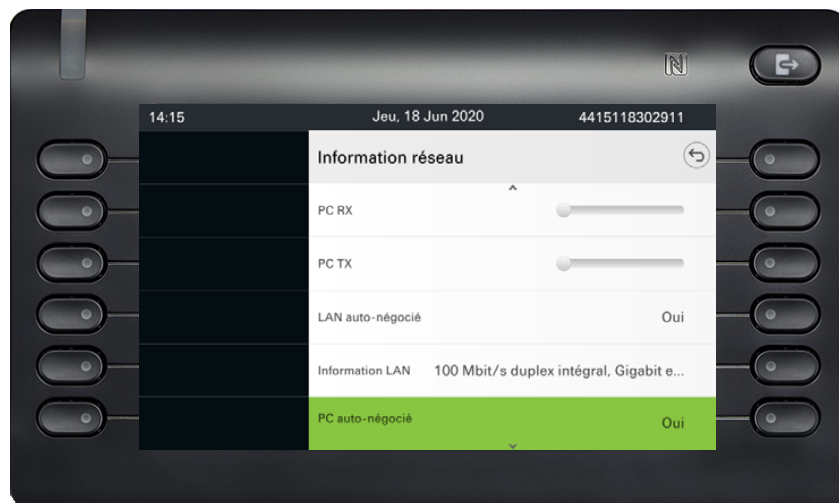 14:15 Jeu, 18 Jun 2020 4415118302911
Information réseau
PC RX
PC TX
LAN auto-négocié Oui
Information LAN 100 Mbit/s duplex intégral, Gigabit e...
PC auto-négocié Oui